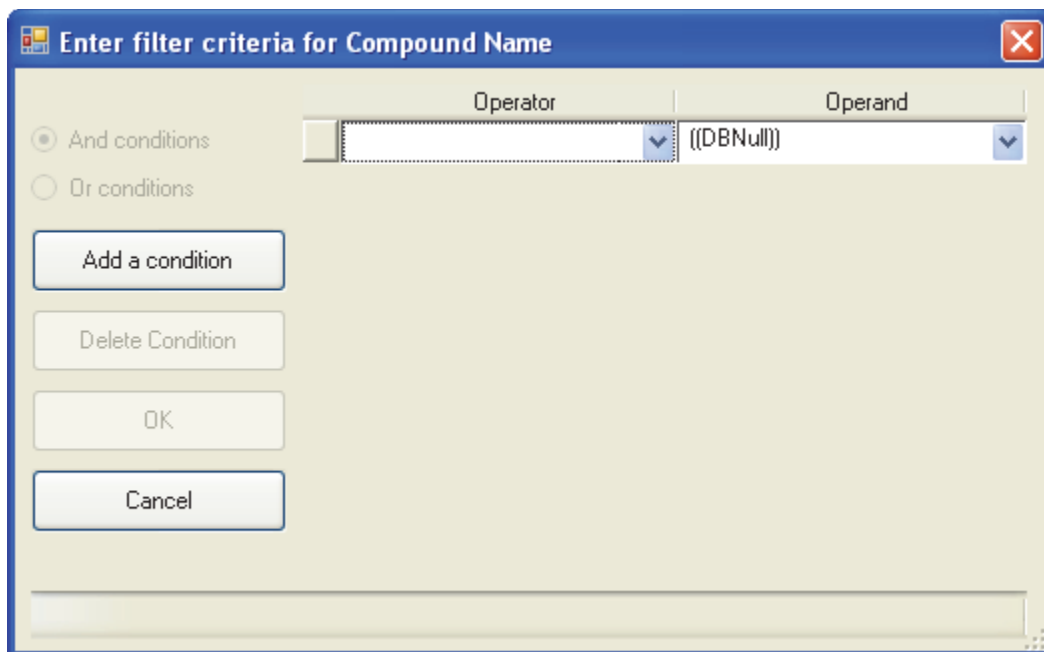 Enter filter criteria for Compound Name
Operator Operand
And conditions
((DBNull))
Or conditions
Add a condition
Delete Condition
OK
Cancel